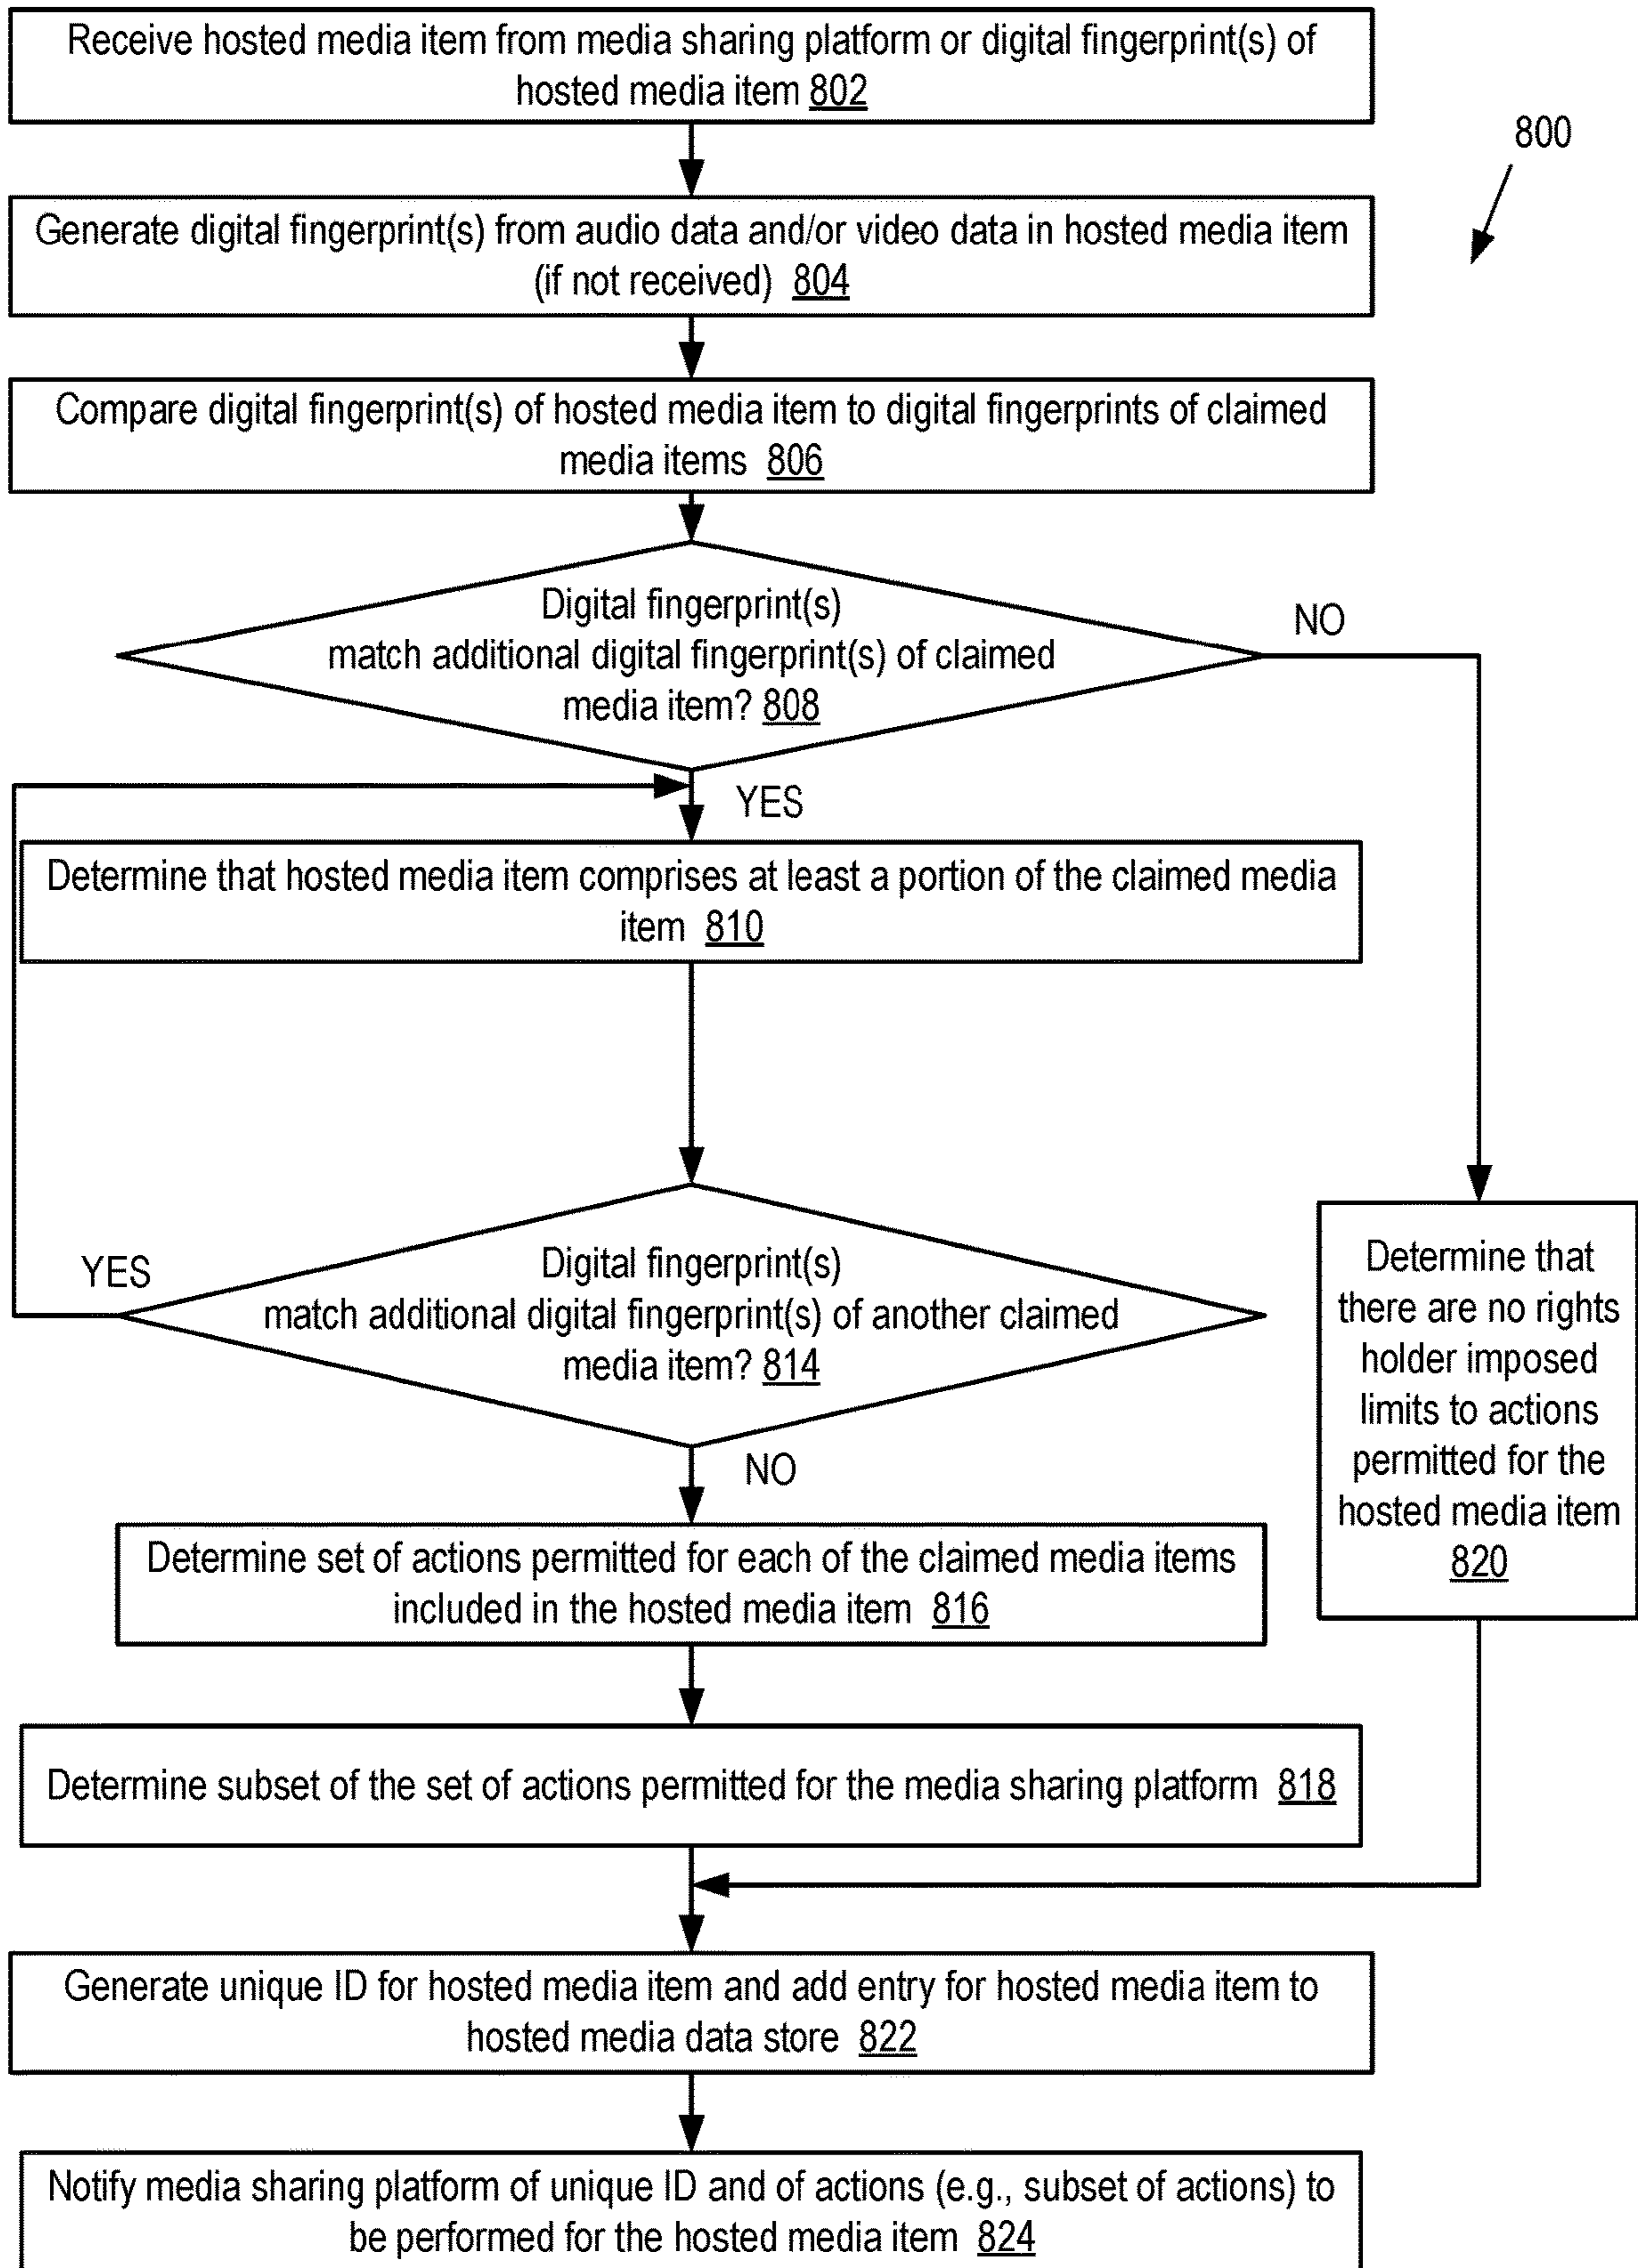 Receive hosted media item from media sharing platform or digital fingerprint(s) of
hosted media item 802
800
Generate digital fingerprint(s) from audio data and/or video data in hosted media item
(if not received) 804
Compare digital fingerprint(s) of hosted media item to digital fingerprints of claimed
media items 806
Digital fingerprint(s)
match additional digital fingerprint(s) of claimed
media item? 808
NO
YES
Determine that hosted media item comprises at least a portion of the claimed media
item 810
Digital fingerprint(s)
match additional digital fingerprint(s) of another claimed
media item? 814
YES
NO
Determine that
there are no rights
holder imposed
limits to actions
permitted for the
hosted media item
820
Determine set of actions permitted for each of the claimed media items
included in the hosted media item 816
Determine subset of the set of actions permitted for the media sharing platform 818
Generate unique ID for hosted media item and add entry for hosted media item to
hosted media data store 822
Notify media sharing platform of unique ID and of actions (e.g., subset of actions) to
be performed for the hosted media item 824